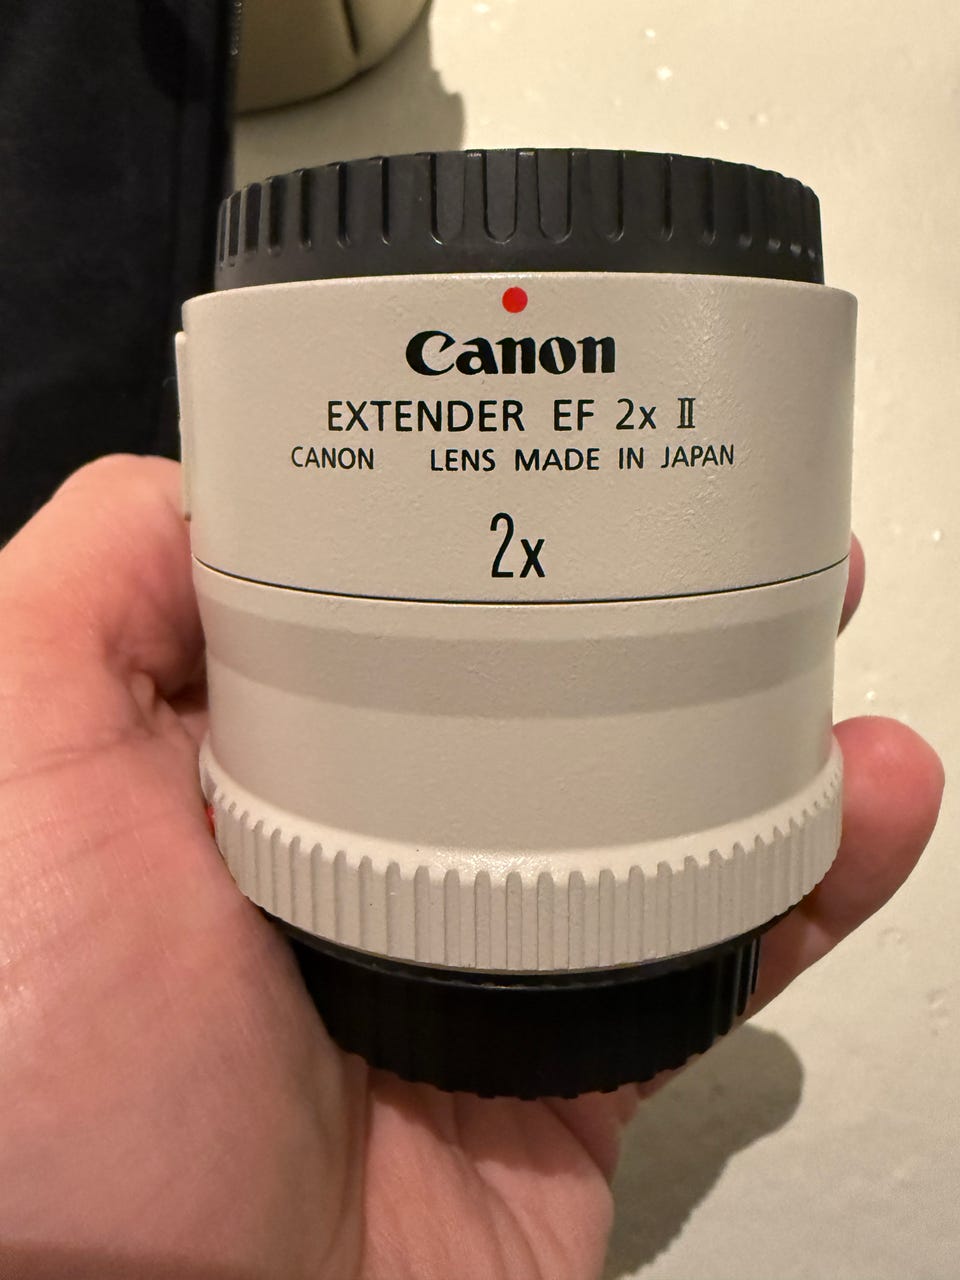 Canon
EXTENDER EF 2x II
CANON LENS MADE IN JAPAN
2x